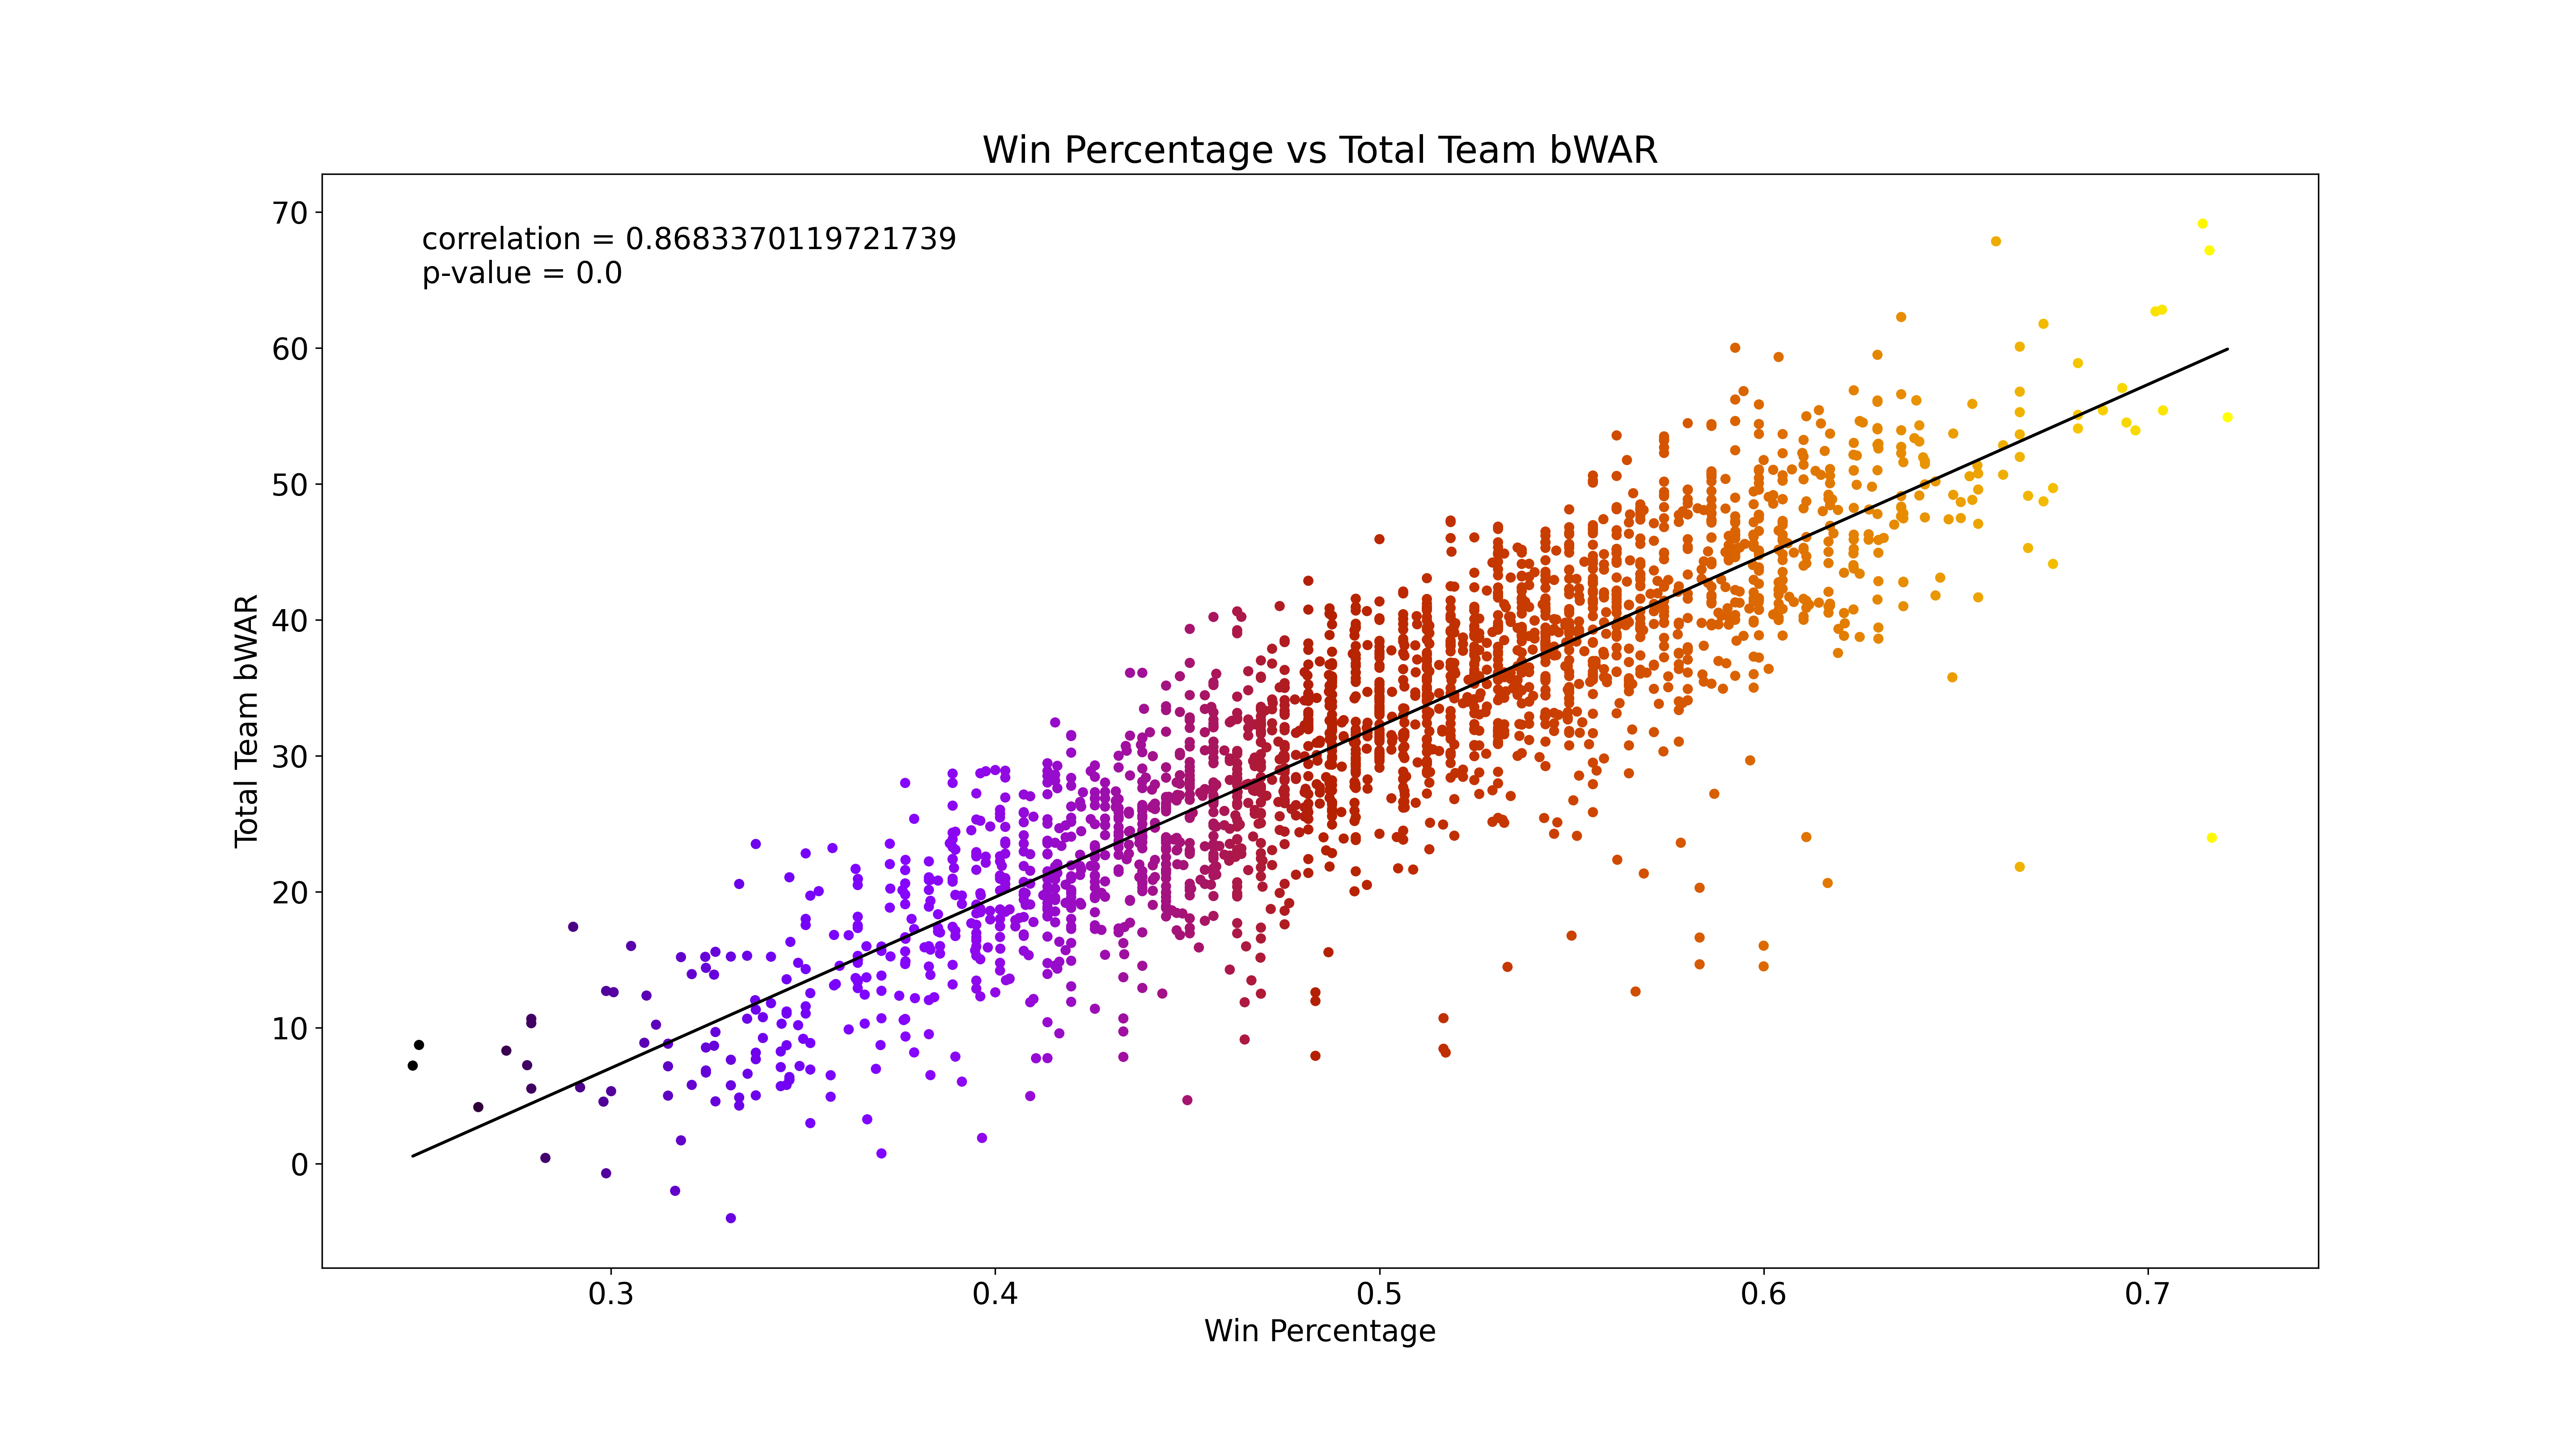 Win Percentage vs Total Team bWAR
correlation = 0.8683370119721739
p-value = 0.0
70
60
50
40
30
20
10
0
Total Team bWAR
0.3 0.4 0.5 0.6 0.7
Win Percentage